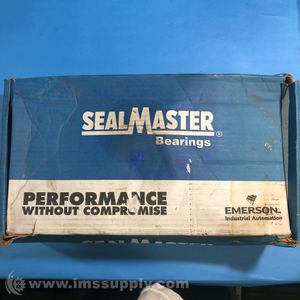 SEALMASTER®
Bearings
PERFORMANCE
WITHOUT COMPROMISE
EMERSON
Industrial Automation
www.imssupply.com